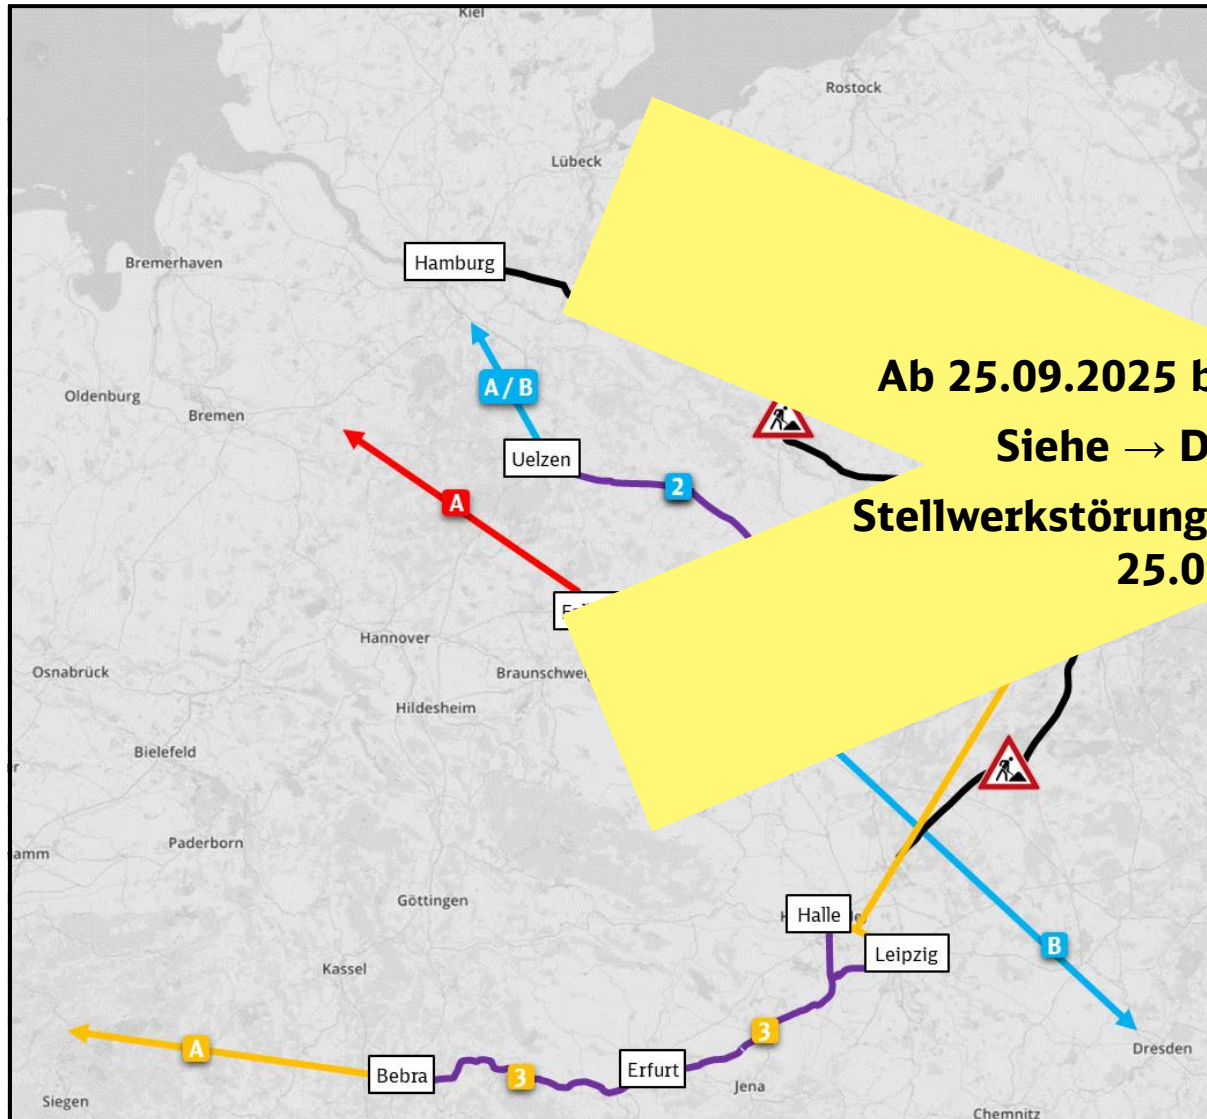 Kiel
Rostock
Lübeck
Bremerhaven
Hamburg
Ab 25.09.2025 b
A / B
Oldenburg
Bremen
Siehe → D
Uelzen
2
A
Stellwerkstörung
25.0
Hannover
Osnabrück
Braunschwei
Hildesheim
Bielefeld
r
Paderborn
amm
Göttingen
Halle
B
Leipzig
Kassel
3
A
Dresden
Bebra
3
Erfurt
Jena
Siegen
Chemnitz